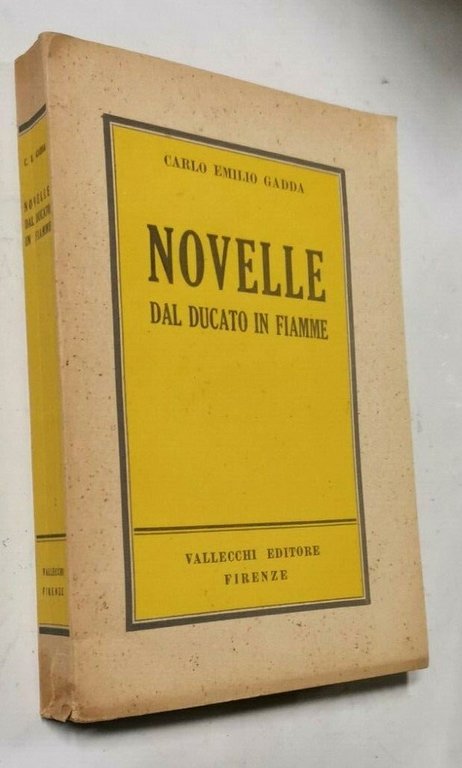 C. E. GADDA
NOVELLE
DAL DUCATO
IN FIAMME
VALLECCHI
FIRENZE
CARLO EMILIO GADDA
NOVELLE
DAL DUCATO IN FIAMME
VALLECCHI EDITORE
FIRENZE